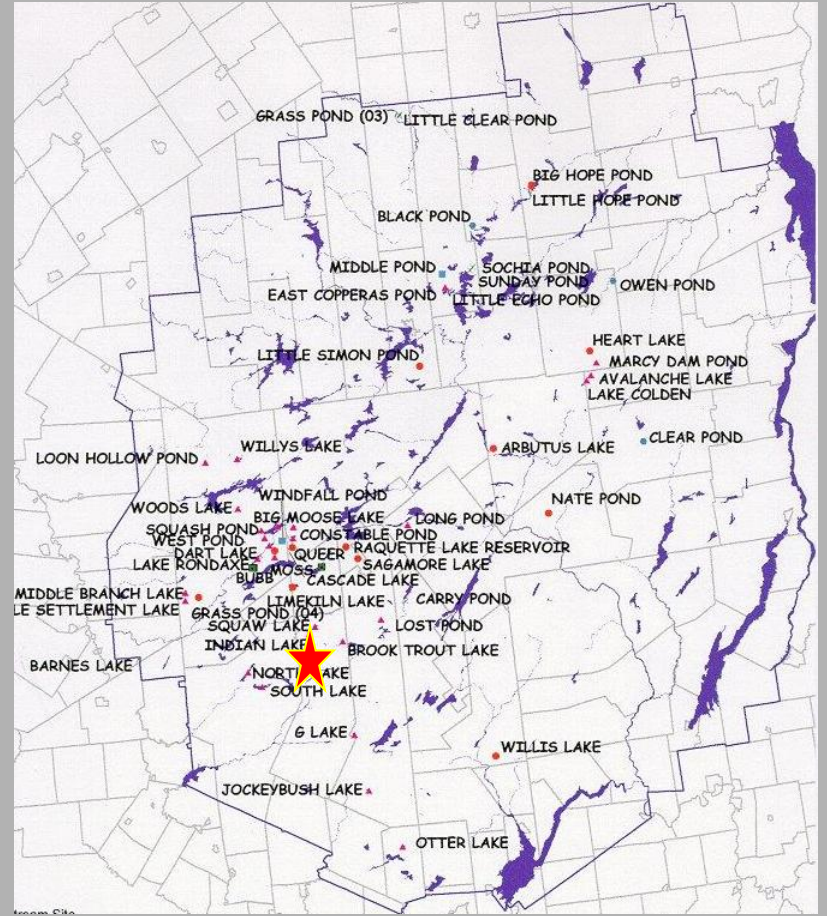 GRASS POND (03)
LITTLE CLEAR POND
BIG HOPE POND
LITTLE HOPE POND
BLACK POND
MIDDLE POND
SOCHIA POND
SUNDAY POND
OWEN POND
EAST COPPERAS POND
LITTLE ECHO POND
HEART LAKE
LITTLE SIMON POND
MARCY DAM POND
AVALANCHE LAKE
LAKE COLDEN
CLEAR POND
WILLYS LAKE
ARBUTUS LAKE
LOON HOLLOW POND
WINDFALL POND
NATE POND
WOODS LAKE
BIG MOOSE LAKE
LONG POND
SQUASH POND
CONSTABLE POND
WEST POND
RAQUETTE LAKE RESERVOIR
DART LAKE
QUEER
LAKE RONDAXE
SAGAMORE LAKE
BUBB
MOSS
CASCADE LAKE
MIDDLE BRANCH LAKE
LIMEKILN LAKE
CARRY POND
LE SETTLEMENT LAKE
GRASS POND (04)
SQUAW LAKE
LOST POND
INDIAN LAKE
BROOK TROUT LAKE
BARNES LAKE
NORTH LAKE
SOUTH LAKE
G LAKE
WILLIS LAKE
JOCKEYBUSH LAKE
OTTER LAKE